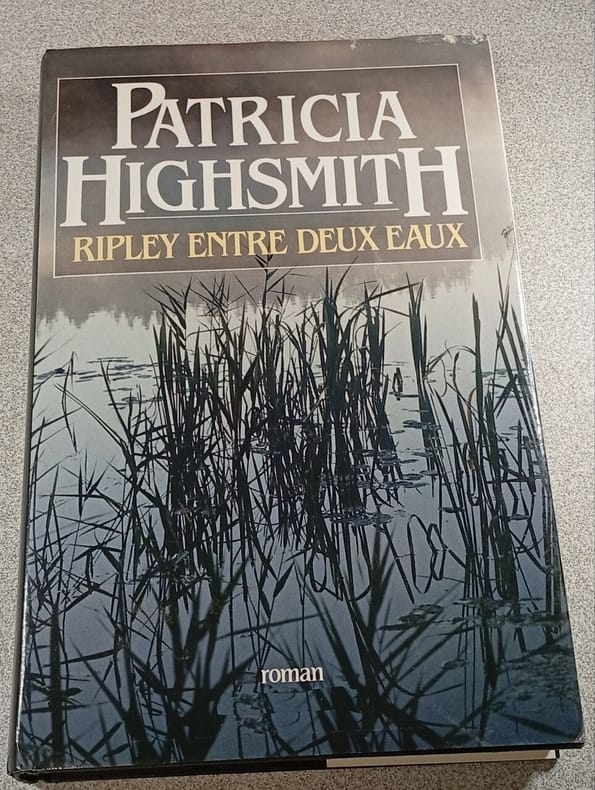 PATRICIA
HIGHSMITH
RIPLEY ENTRE DEUX EAUX
roman